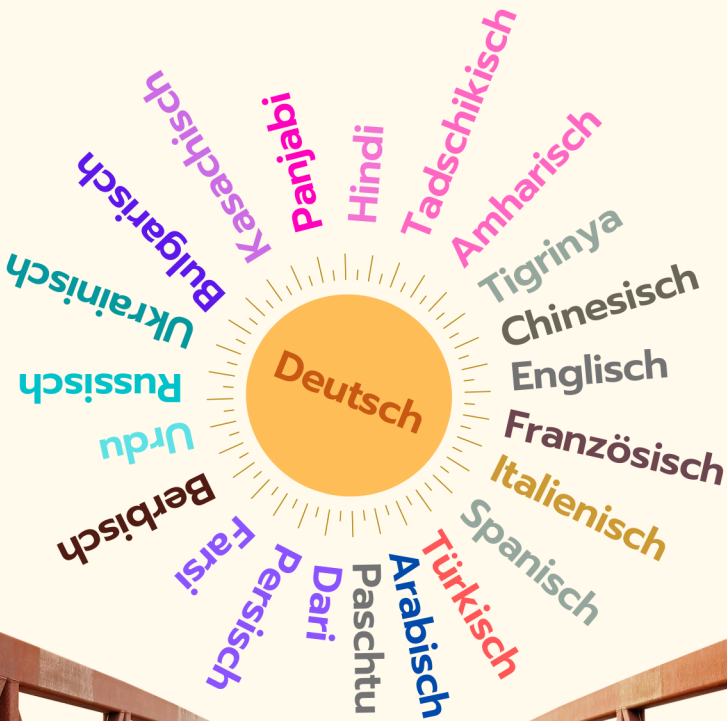 Deutsch
Hindi
Tadschikisch
Amharisch
Tigrinya
Chinesisch
Englisch
Französisch
Italienisch
Spanisch
Türkisch
Arabisch
Paschtu
Dari
Persisch
Farsi
Berbisch
Urdu
Russisch
Ukrainisch
Bulgarisch
Kasachisch
Panjabi